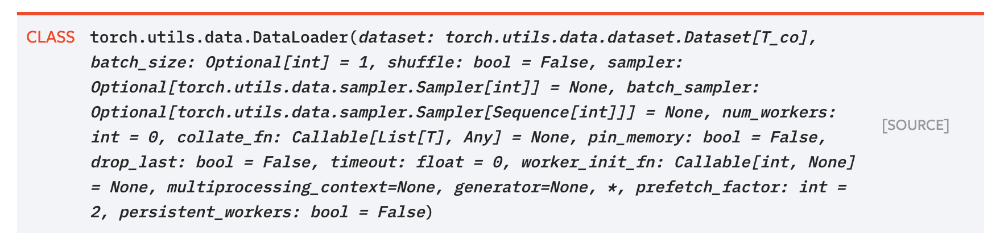 CLASS torch.utils.data.DataLoader(dataset: torch.utils.data.dataset.Dataset[T_co],
batch_size: Optional[int] = 1, shuffle: bool = False, sampler:
Optional[torch.utils.data.sampler.Sampler[int]] = None, batch_sampler:
Optional[torch.utils.data.sampler.Sampler[Sequence[int]]] = None, num_workers:
[SOURCE]
int = 0, collate_fn: Callable[List[T], Any] = None, pin_memory: bool = False,
drop_last: bool = False, timeout: float = 0, worker_init_fn: Callable[int, None]
= None, multiprocessing_context=None, generator=None, *, prefetch_factor: int =
2, persistent_workers: bool = False)